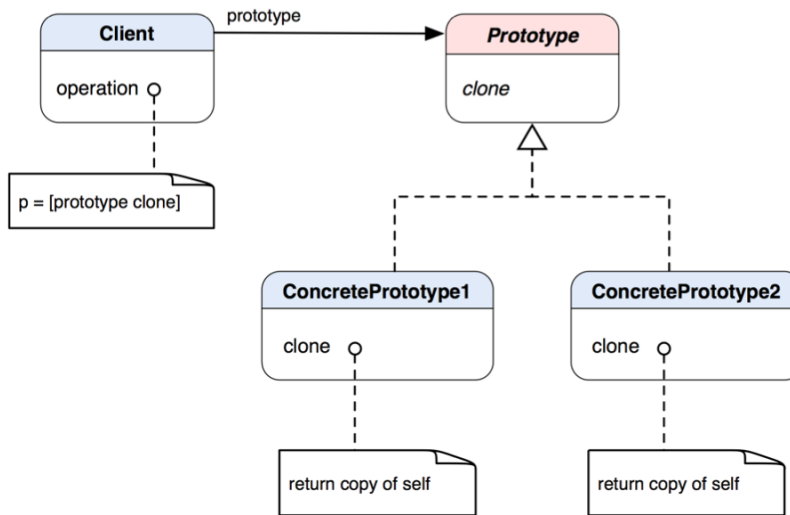 prototype
Client
Prototype
operation
clone
p = [prototype clone]
ConcretePrototype1
ConcretePrototype2
clone
clone
return copy of self
return copy of self